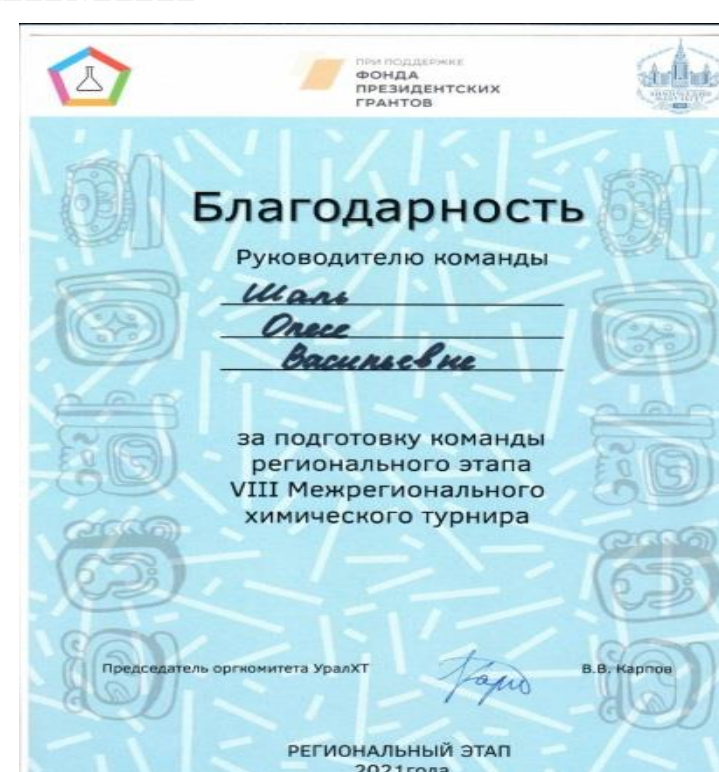 ПРИ ПОДДЕРЖКЕ
ФОНДА
ПРЕЗИДЕНТСКИХ
ГРАНТОВ
Благодарность
Руководителю команды
Шаль
Олесе
Васильевне
за подготовку команды
регионального этапа
VIII Межрегионального
химического турнира
Председатель оргкомитета УралХТ
В.В. Карпов
РЕГИОНАЛЬНЫЙ ЭТАП
2021года